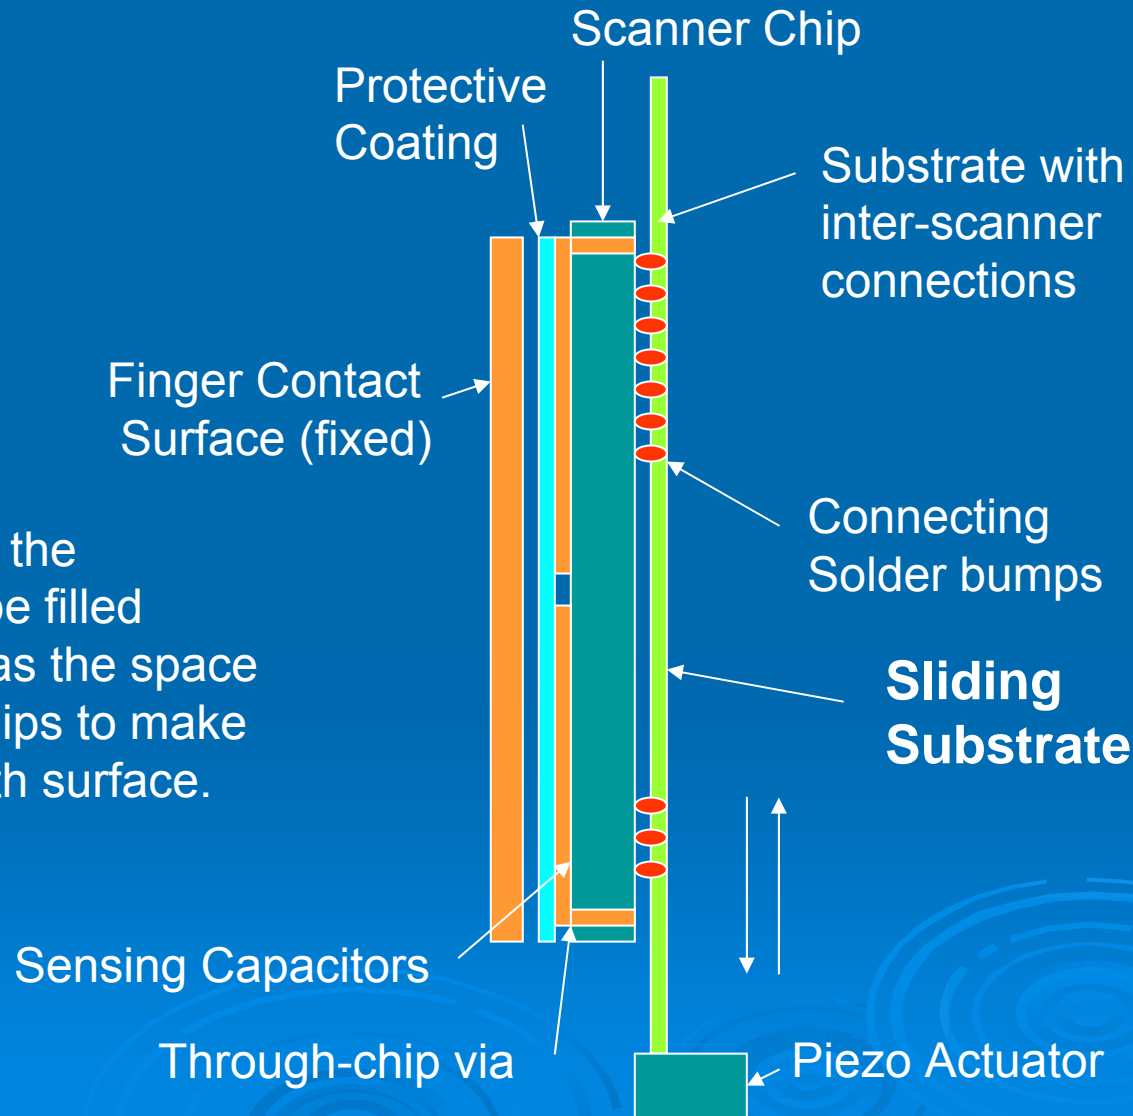 Scanner Chip
Protective
Coating
Substrate with
inter-scanner
connections
Finger Contact
Surface (fixed)
Connecting
Solder bumps
the
be filled
as the space
ips to make
th surface.
Sliding
Substrate
Sensing Capacitors
Through-chip via
Piezo Actuator